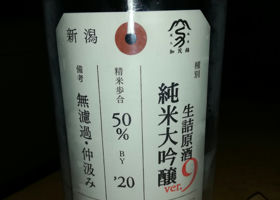 新潟
加茂錦
種別
生詰原酒
純米大吟醸
ver.9
精米歩合
50%
BY
'20
備考
無濾過・仲汲み